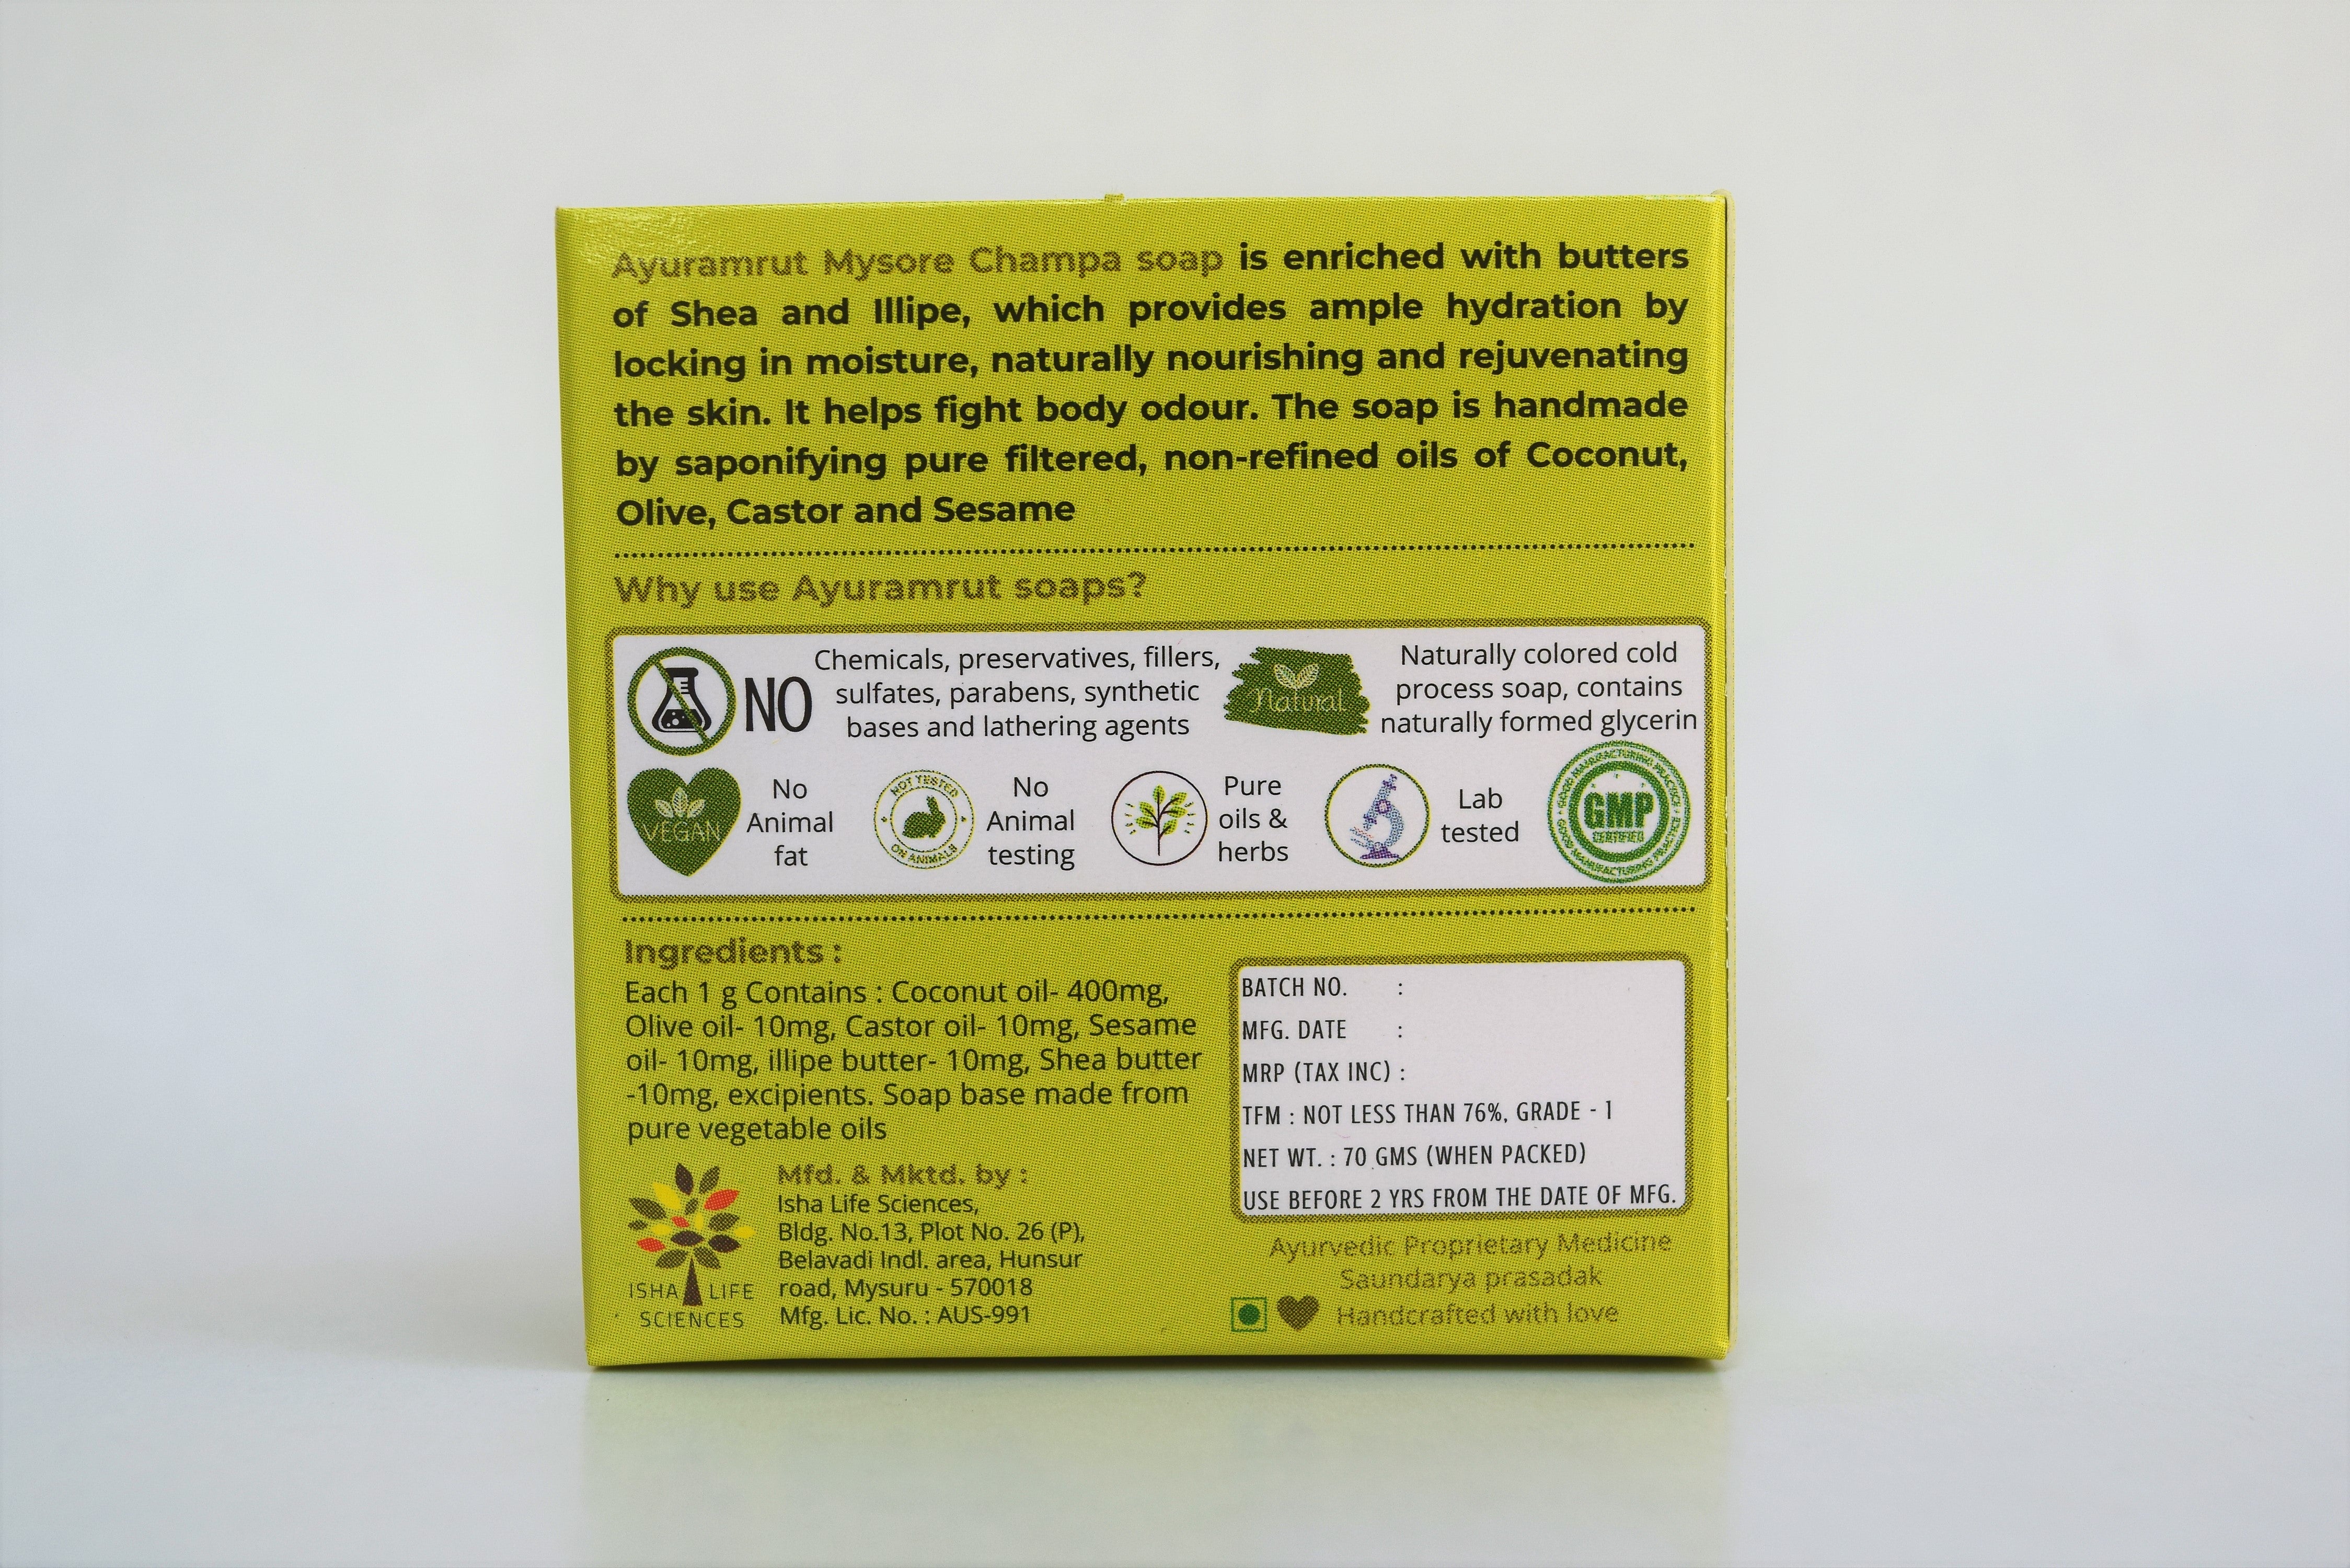 Ayuramrut Mysore Champa soap is enriched with butters
of Shea and Illipe, which provides ample hydration by
locking in moisture, naturally nourishing and rejuvenating
the skin. It helps fight body odour. The soap is handmade
by saponifying pure filtered, non-refined oils of Coconut,
Olive, Castor and Sesame
Why use Ayuramrut soaps?
NO
Chemicals, preservatives, fillers,
sulfates, parabens, synthetic
bases and lathering agents
Natural
Naturally colored cold
process soap, contains
naturally formed glycerin
VEGAN
No
Animal
fat
NOT TESTED
ON ANIMALS
No
Animal
testing
Pure
oils &
herbs
Lab
tested
GOOD MANUFACTURING PRACTICE
GMP
CERTIFIED
GOOD MANUFACTURING PRACTICE
Ingredients :
Each 1 g Contains : Coconut oil- 400mg,
Olive oil- 10mg, Castor oil- 10mg, Sesame
oil- 10mg, illipe butter- 10mg, Shea butter
-10mg, excipients. Soap base made from
pure vegetable oils
BATCH NO. :
MFG. DATE :
MRP (TAX INC) :
TFM : NOT LESS THAN 76%, GRADE - 1
NET WT. : 70 GMS (WHEN PACKED)
USE BEFORE 2 YRS FROM THE DATE OF MFG.
ISHA LIFE
SCIENCES
Mfd. & Mktd. by :
Isha Life Sciences,
Bldg. No.13, Plot No. 26 (P),
Belavadi Indl. area, Hunsur
road, Mysuru - 570018
Mfg. Lic. No. : AUS-991
Ayurvedic Proprietary Medicine
Saundarya prasadak
Handcrafted with love